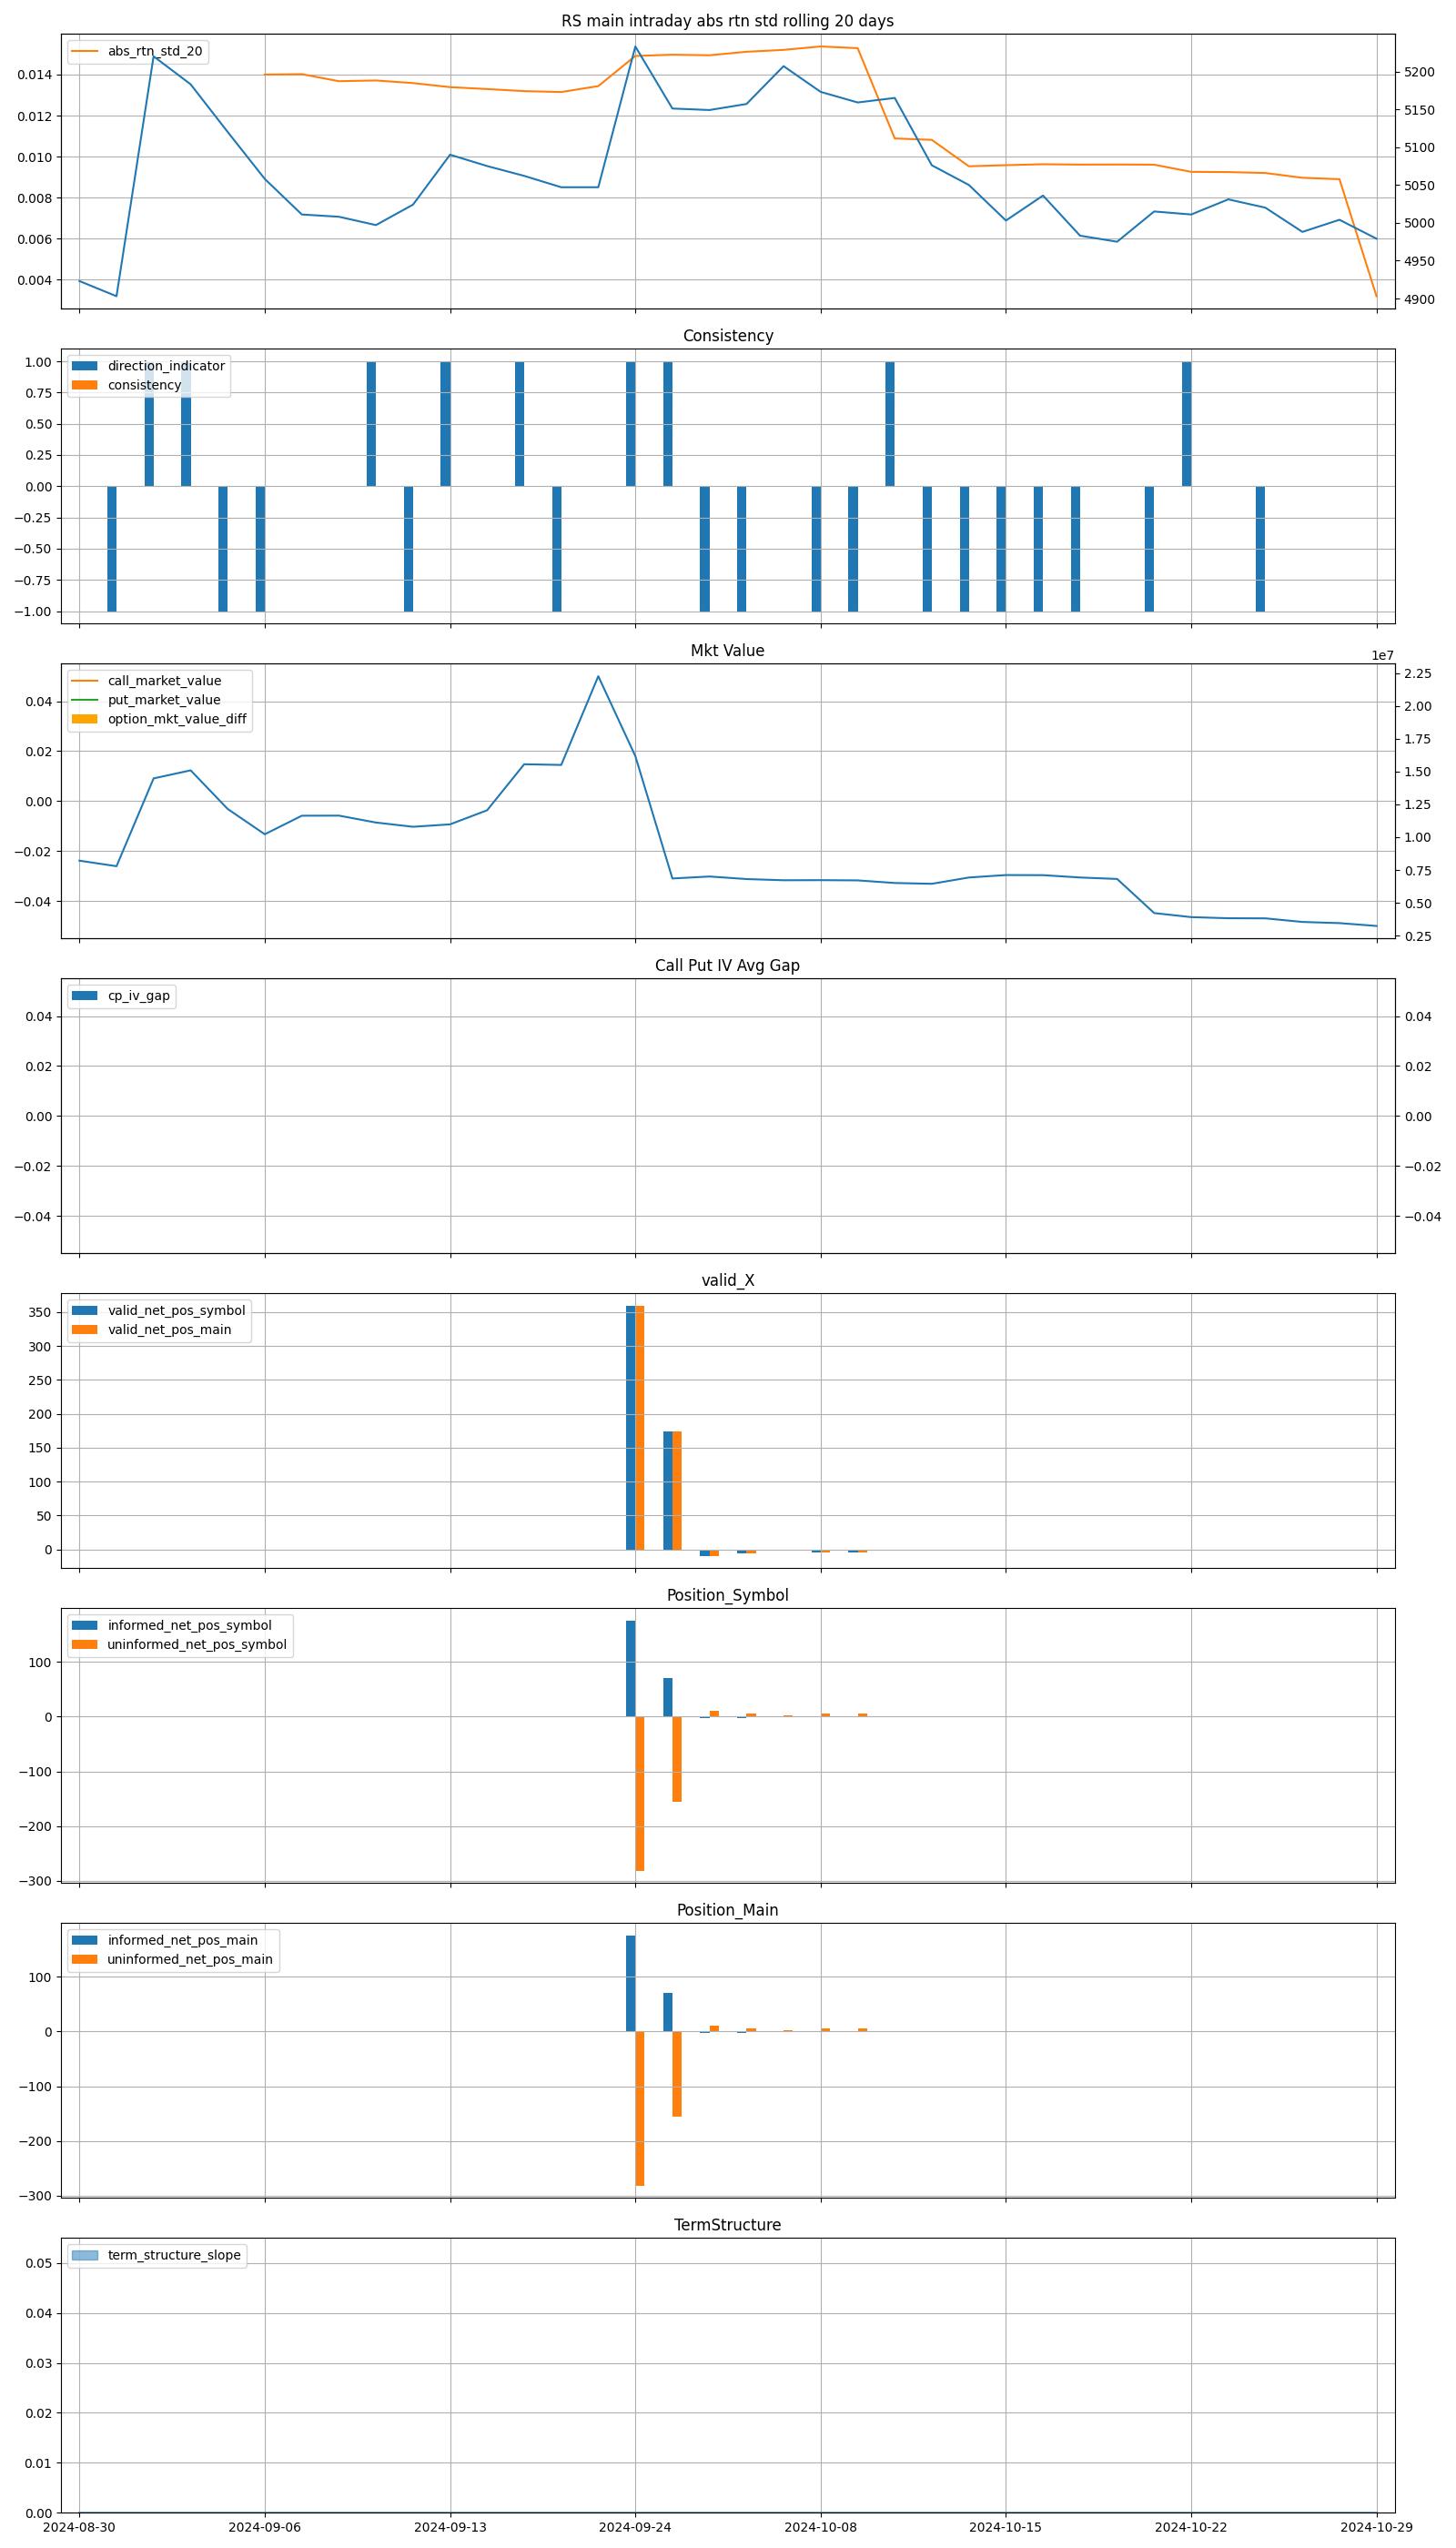 RS main intraday abs rtn std rolling 20 days
abs_rtn_std_20
0.014
0.012
0.010
0.008
0.006
0.004
5200
5150
5100
5050
5000
4950
4900
Consistency
direction_indicator
consistency
1.00
0.75
0.50
0.25
0.00
−0.25
−0.50
−0.75
−1.00
Mkt Value
1e7
call_market_value
put_market_value
option_mkt_value_diff
0.04
0.02
0.00
−0.02
−0.04
2.25
2.00
1.75
1.50
1.25
1.00
0.75
0.50
0.25
Call Put IV Avg Gap
cp_iv_gap
0.04
0.02
0.00
−0.02
−0.04
0.04
0.02
0.00
−0.02
−0.04
valid_X
valid_net_pos_symbol
valid_net_pos_main
350
300
250
200
150
100
50
0
Position_Symbol
informed_net_pos_symbol
uninformed_net_pos_symbol
100
0
−100
−200
−300
Position_Main
informed_net_pos_main
uninformed_net_pos_main
100
0
−100
−200
−300
TermStructure
term_structure_slope
0.05
0.04
0.03
0.02
0.01
0.00
2024-08-30 2024-09-06 2024-09-13 2024-09-24 2024-10-08 2024-10-15 2024-10-22 2024-10-29